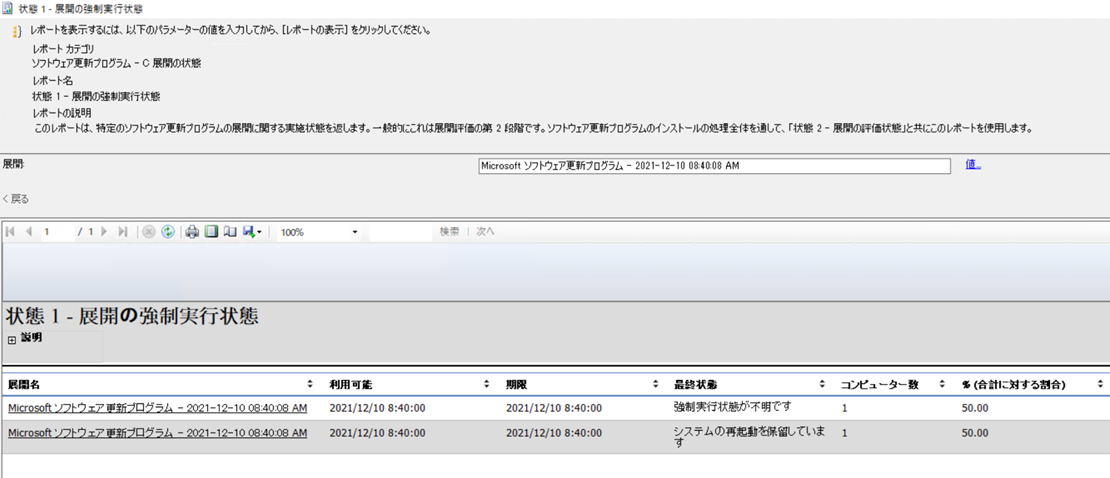 状態 1 - 展開の強制実行状態
レポートを表示するには、以下のパラメーターの値を入力してから、[レポートの表示] をクリックしてください。
レポート カテゴリ
ソフトウェア更新プログラム - C 展開の状態
レポート名
状態 1 - 展開の強制実行状態
レポートの説明
このレポートは、特定のソフトウェア更新プログラムの展開に関する実施状態を返します。一般的にこれは展開評価の第 2 段階です。ソフトウェア更新プログラムのインストールの処理全体を通して、「状態 2 - 展開の評価状態」と共にこのレポートを使用します。
展開: Microsoft ソフトウェア更新プログラム - 2021-12-10 08:40:08 AM 値...
< 戻る
1 / 1 100% 検索 | 次へ
状態 1 - 展開の強制実行状態
説明
展開名 利用可能 期限 最終状態 コンピューター数 % (合計に対する割合)
Microsoft ソフトウェア更新プログラム - 2021-12-10 08:40:08 AM 2021/12/10 8:40:00 2021/12/10 8:40:00 強制実行状態が不明です 1 50.00
Microsoft ソフトウェア更新プログラム - 2021-12-10 08:40:08 AM 2021/12/10 8:40:00 2021/12/10 8:40:00 システムの再起動を保留していま 1 50.00
す